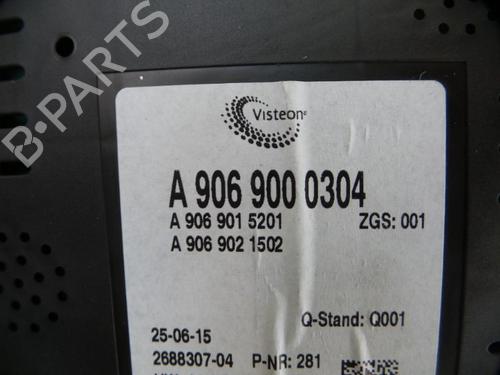 B-PARTS
Visteon®
A 906 900 0304
A 906 901 5201 ZGS: 001
A 906 902 1502
Q-Stand: Q001
25-06-15
2688307-04 P-NR: 281